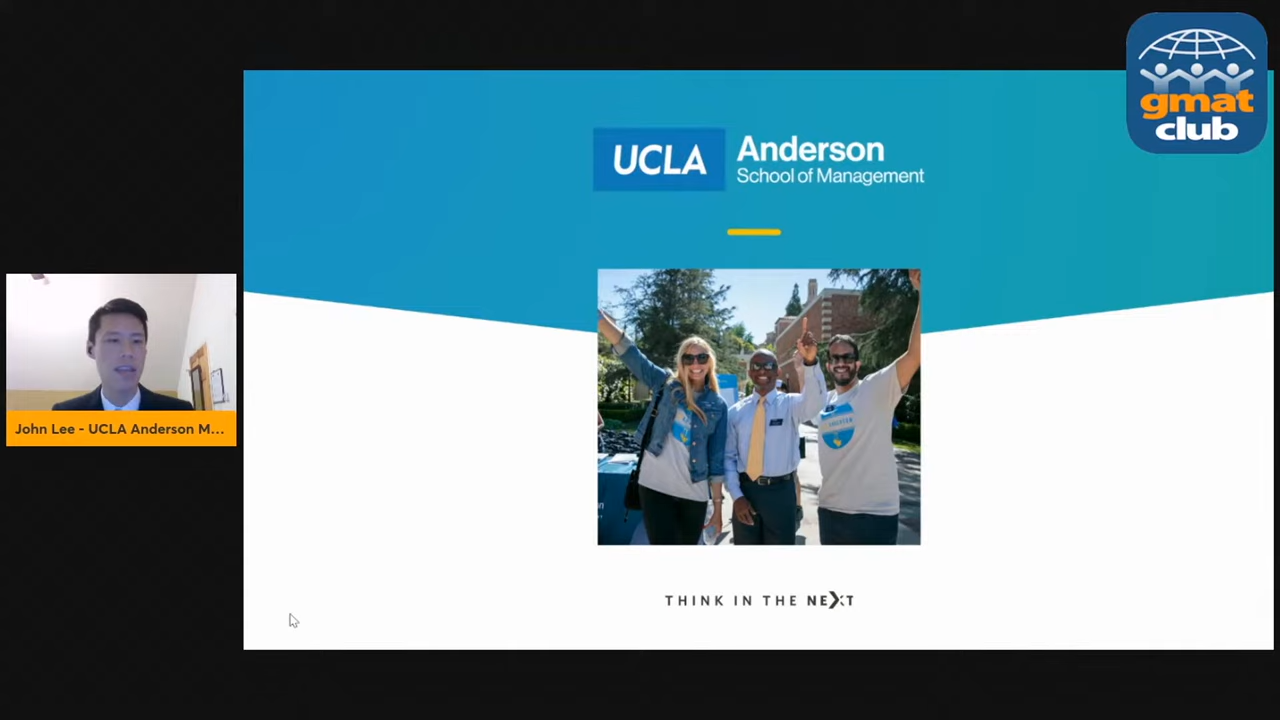 gmat
club
UCLA Anderson
School of Management
John Lee - UCLA Anderson M...
THINK IN THE NEXT